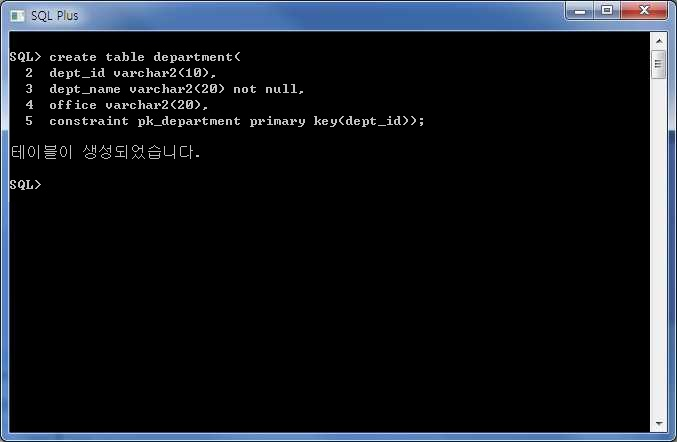 SQL Plus
SQL> create table department(
2 dept_id varchar2(10),
3 dept_name varchar2(20) not null,
4 office varchar2(20),
5 constraint pk_department primary key(dept_id));
테이블이 생성되었습니다.
SQL>